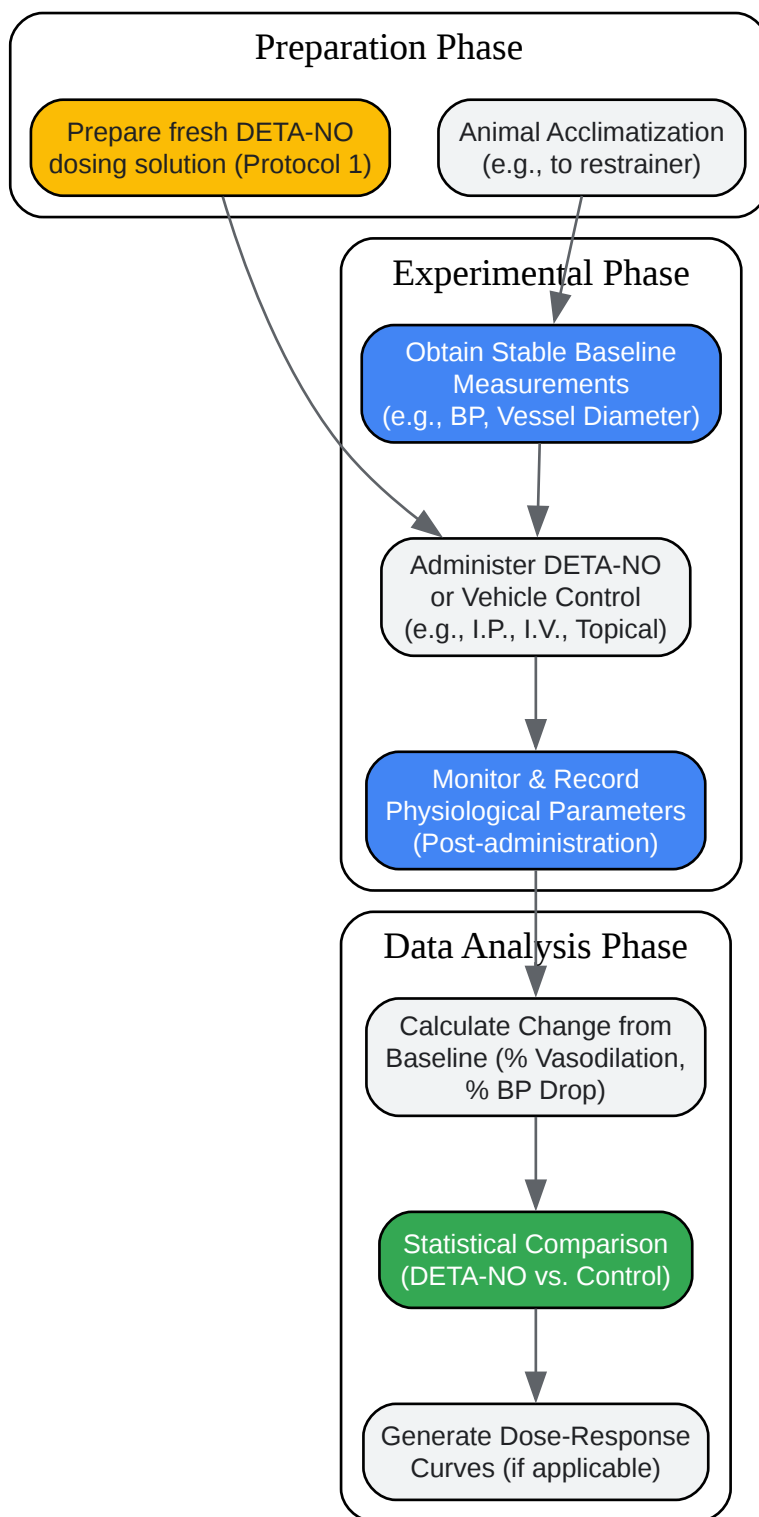 Preparation Phase
Prepare fresh DETA-NO
dosing solution (Protocol 1)
Animal Acclimatization
(e.g., to restrainer)
Experimental Phase
Obtain Stable Baseline
Measurements
(e.g., BP, Vessel Diameter)
Administer DETA-NO
or Vehicle Control
(e.g., I.P., I.V., Topical)
Monitor & Record
Physiological Parameters
(Post-administration)
Data Analysis Phase
Calculate Change from
Baseline (% Vasodilation,
% BP Drop)
Statistical Comparison
(DETA-NO vs. Control)
Generate Dose-Response
Curves (if applicable)